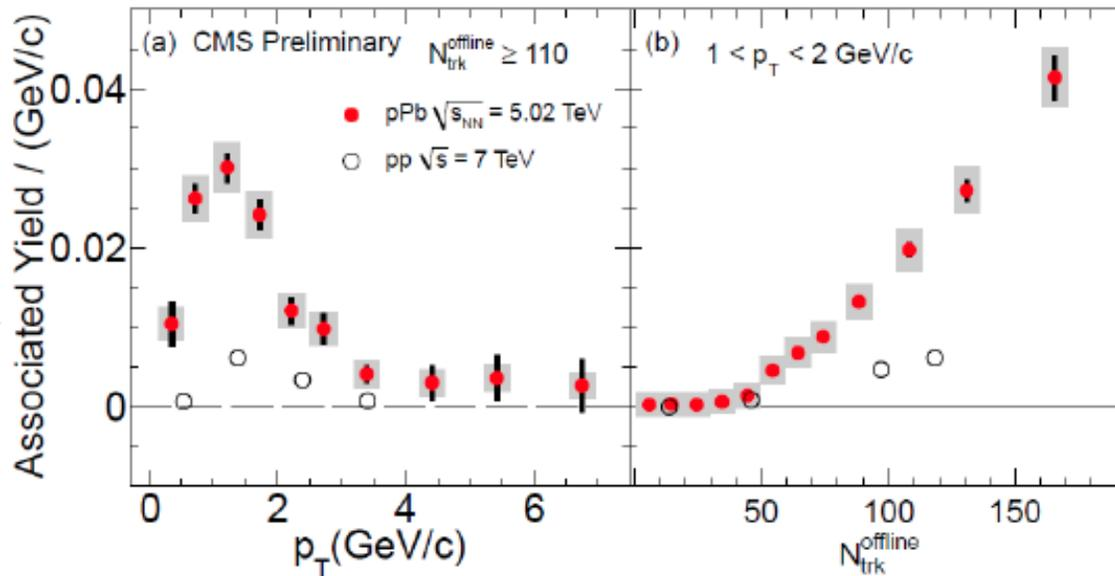 (a) CMS Preliminary N_trk^offline ≥ 110
pPb √s_NN = 5.02 TeV
pp √s = 7 TeV
(b) 1 < p_T < 2 GeV/c
Associated Yield / (GeV/c)
0.04
0.02
0
0 2 4 6
p_T(GeV/c)
50 100 150
N_trk^offline